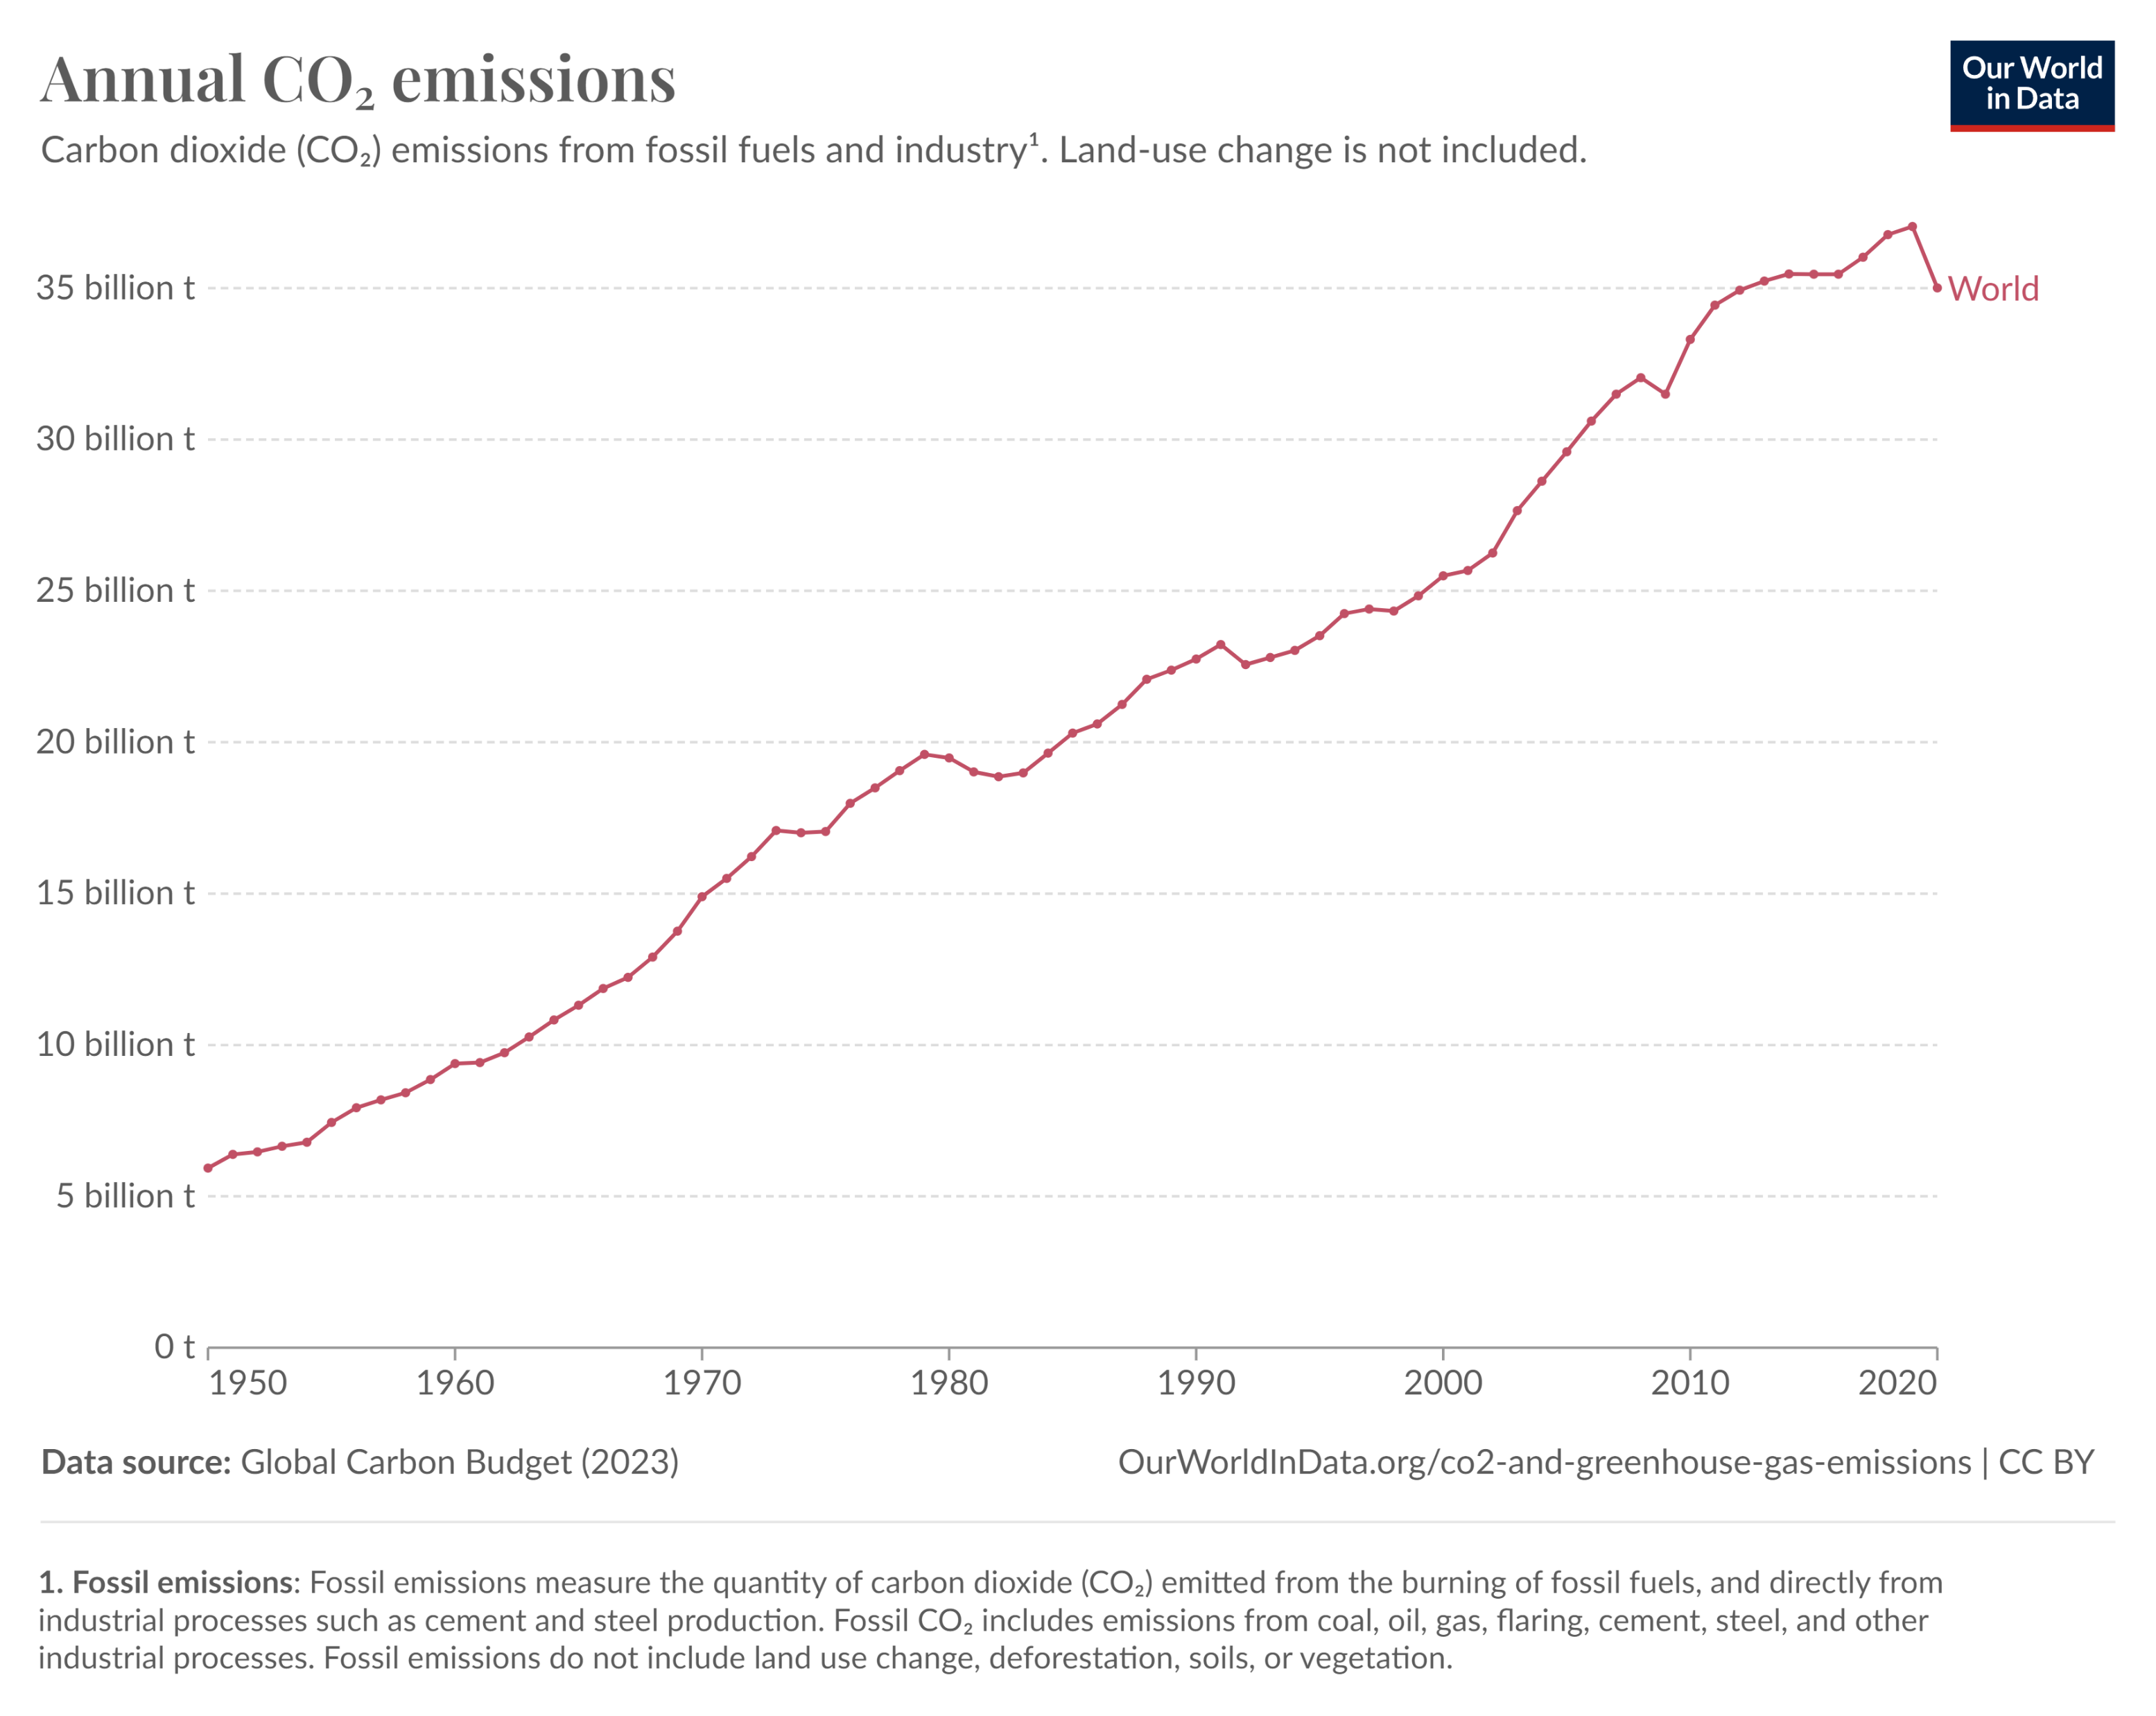 Annual CO₂ emissions
Our World
in Data
Carbon dioxide (CO₂) emissions from fossil fuels and industry¹. Land-use change is not included.
35 billion t
World
30 billion t
25 billion t
20 billion t
15 billion t
10 billion t
5 billion t
0 t
1950 1960 1970 1980 1990 2000 2010 2020
Data source: Global Carbon Budget (2023) OurWorldInData.org/co2-and-greenhouse-gas-emissions | CC BY
1. Fossil emissions: Fossil emissions measure the quantity of carbon dioxide (CO₂) emitted from the burning of fossil fuels, and directly from
industrial processes such as cement and steel production. Fossil CO₂ includes emissions from coal, oil, gas, flaring, cement, steel, and other
industrial processes. Fossil emissions do not include land use change, deforestation, soils, or vegetation.